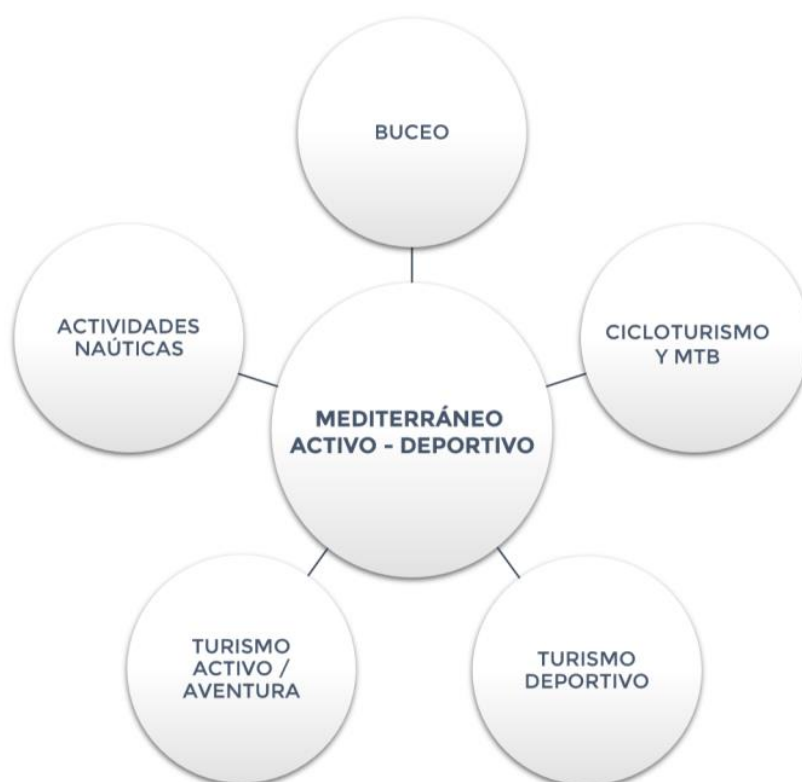 BUCEO
ACTIVIDADES
NAÚTICAS
CICLOTURISMO
Y MTB
MEDITERRÁNEO
ACTIVO - DEPORTIVO
TURISMO
ACTIVO /
AVENTURA
TURISMO
DEPORTIVO